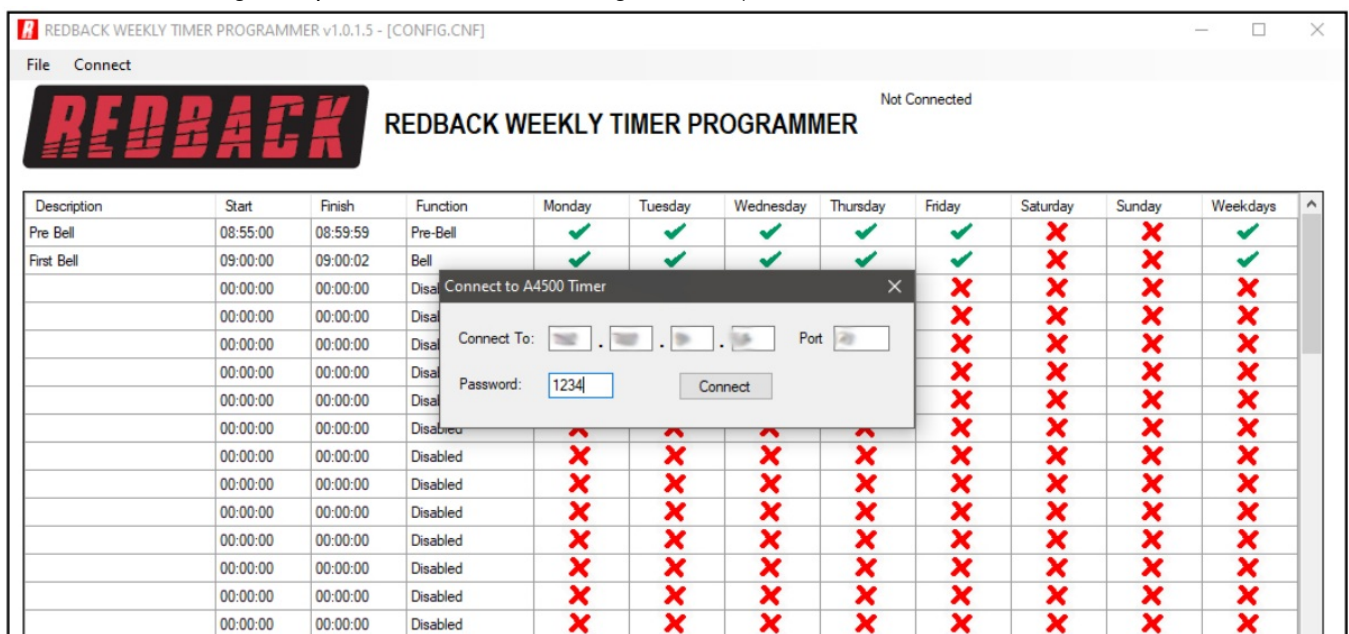 REDBACK WEEKLY TIMER PROGRAMMER v1.0.1.5 - [CONFIG.CNF]
File Connect
REDBACK
REDBACK WEEKLY TIMER PROGRAMMER
Not Connected
Description Start Finish Function Monday Tuesday Wednesday Thursday Friday Saturday Sunday Weekdays
Pre Bell 08:55:00 08:59:59 Pre-Bell
First Bell 09:00:00 09:00:02 Bell
00:00:00 00:00:00 Disa
Connect to A4500 Timer
00:00:00 00:00:00 Disal
00:00:00 00:00:00 Disal
Connect To: . . . Port
00:00:00 00:00:00 Disal
00:00:00 00:00:00 Disal
Password: 1234 Connect
00:00:00 00:00:00 Disabled
00:00:00 00:00:00 Disabled
00:00:00 00:00:00 Disabled
00:00:00 00:00:00 Disabled
00:00:00 00:00:00 Disabled
00:00:00 00:00:00 Disabled
00:00:00 00:00:00 Disabled
00:00:00 00:00:00 Disabled